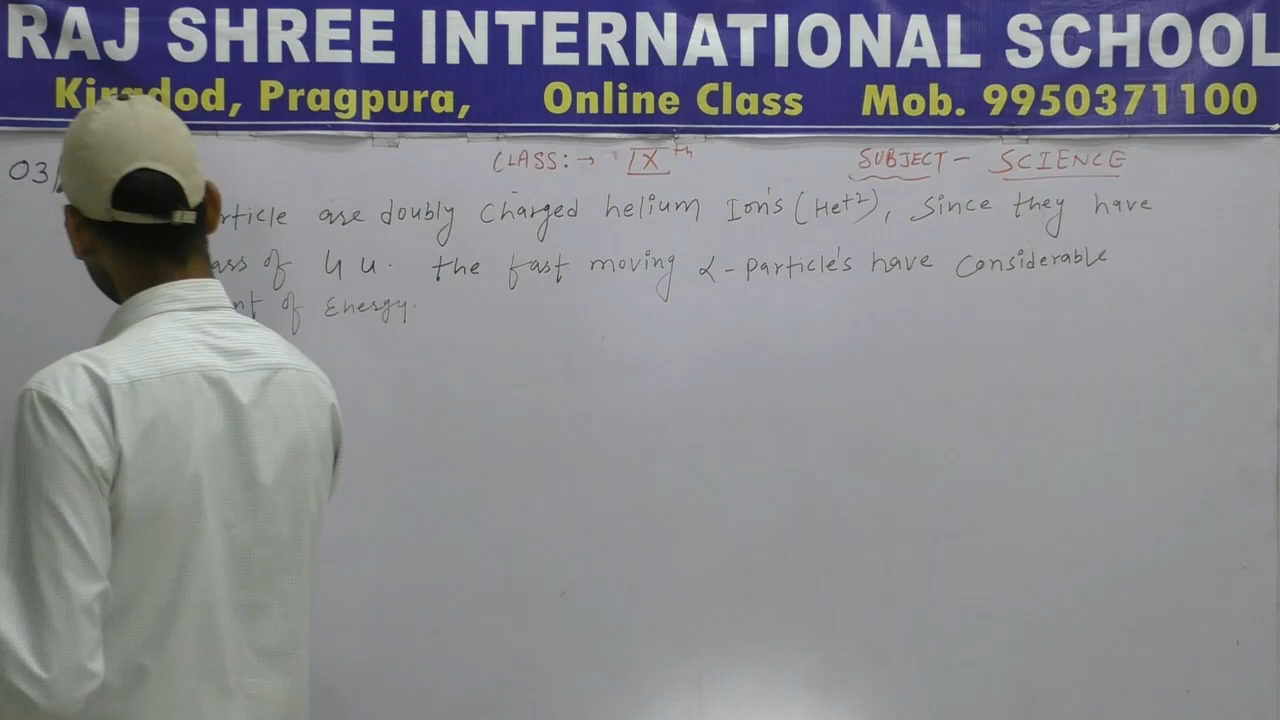 RAJ SHREE INTERNATIONAL SCHOOL
Kiradod, Pragpura, Online Class Mob. 9950371100
03 CLASS:→ IXth SUBJECT - SCIENCE
rticle are doubly charged helium Ion's (He+2), Since they have
ass of 4 u. the fast moving α-particle's have Considerable
nt of Energy.